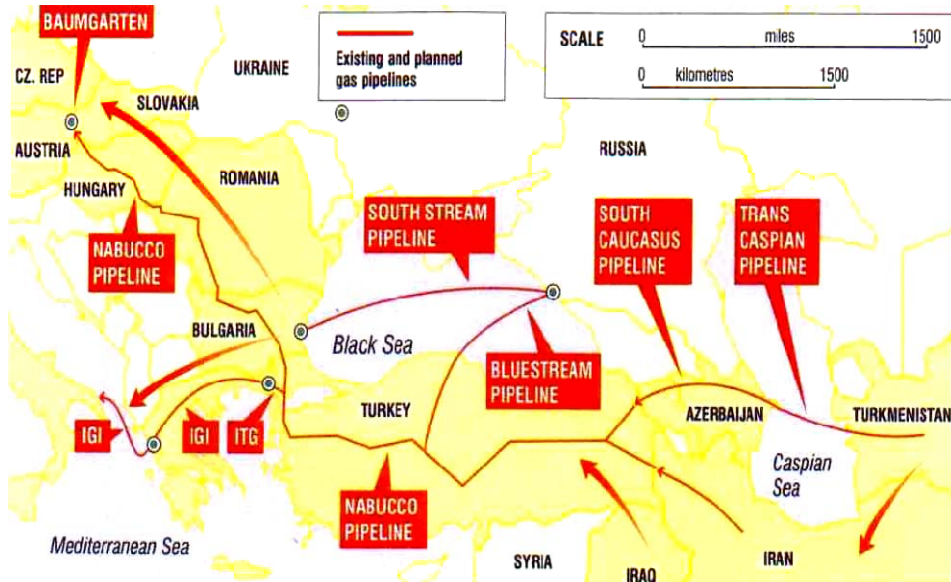 BAUMGARTEN
Existing and planned
gas pipelines
SCALE
0 miles 1500
0 kilometres 1500
UKRAINE
CZ. REP
SLOVAKIA
AUSTRIA
HUNGARY
ROMANIA
RUSSIA
NABUCCO
PIPELINE
SOUTH STREAM
PIPELINE
SOUTH
CAUCASUS
PIPELINE
TRANS
CASPIAN
PIPELINE
BULGARIA
Black Sea
BLUESTREAM
PIPELINE
TURKEY
AZERBAIJAN
TURKMENISTAN
IGI
IGI
ITG
Caspian
Sea
NABUCCO
PIPELINE
Mediterranean Sea
SYRIA
IRAQ
IRAN